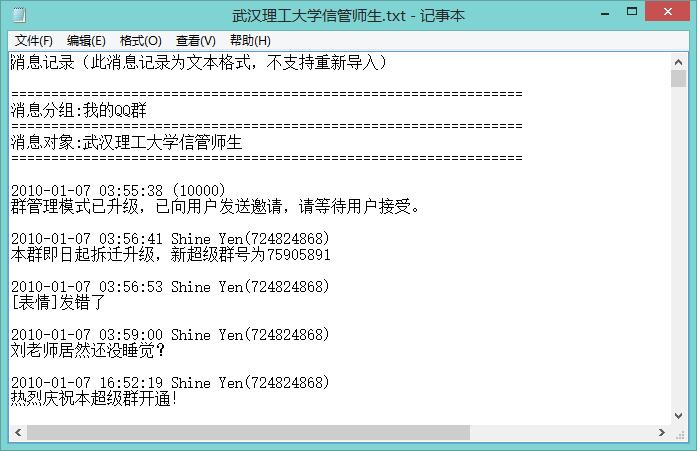 武汉理工大学信管师生.txt - 记事本
文件(F) 编辑(E) 格式(O) 查看(V) 帮助(H)
消息记录（此消息记录为文本格式，不支持重新导入）
================================================================
消息分组:我的QQ群
================================================================
消息对象:武汉理工大学信管师生
================================================================
2010-01-07 03:55:38 (10000)
群管理模式已升级，已向用户发送邀请，请等待用户接受。
2010-01-07 03:56:41 Shine Yen(724824868)
本群即日起拆迁升级，新超级群号为75905891
2010-01-07 03:56:53 Shine Yen(724824868)
[表情]发错了
2010-01-07 03:59:00 Shine Yen(724824868)
刘老师居然还没睡觉？
2010-01-07 16:52:19 Shine Yen(724824868)
热烈庆祝本超级群开通！